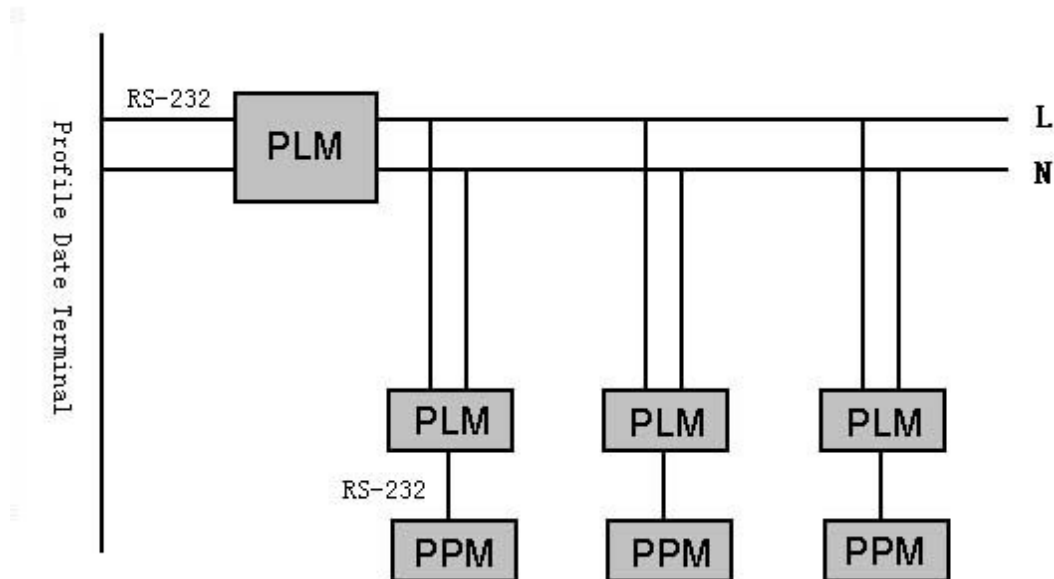 RS-232
PLM
L
N
Profile Date Terminal
PLM
PLM
PLM
RS-232
PPM
PPM
PPM